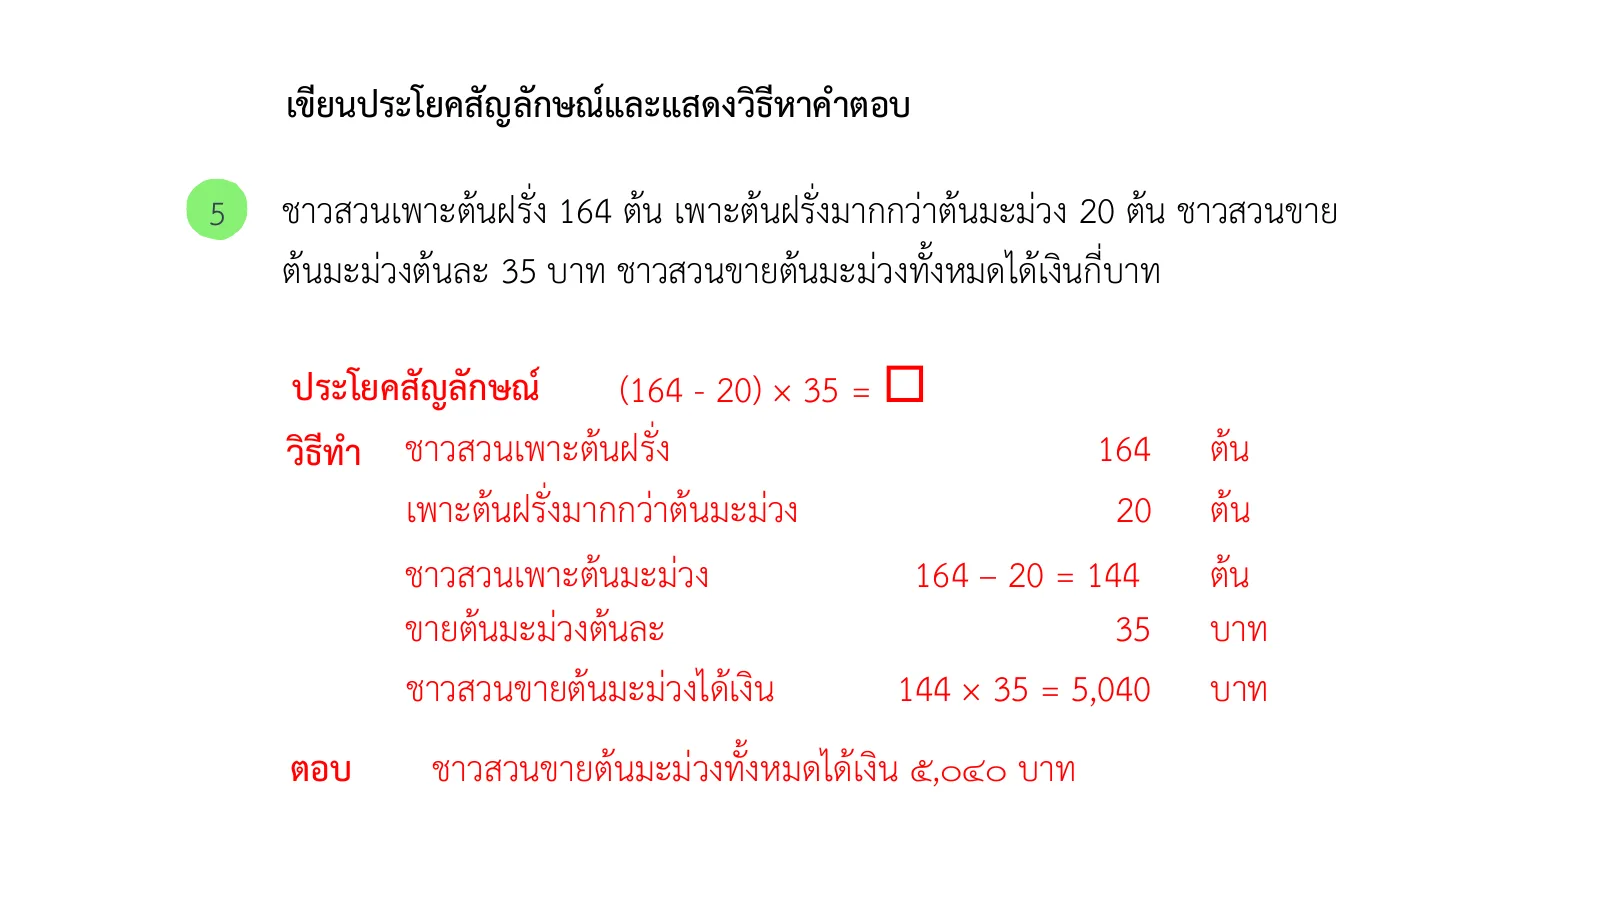 เขียนประโยคสัญลักษณ์และแสดงวิธีหาคำตอบ
5 ชาวสวนเพาะต้นฝรั่ง 164 ต้น เพาะต้นฝรั่งมากกว่าต้นมะม่วง 20 ต้น ชาวสวนขาย
ต้นมะม่วงต้นละ 35 บาท ชาวสวนขายต้นมะม่วงทั้งหมดได้เงินกี่บาท
ประโยคสัญลักษณ์ (164 - 20) × 35 = □
วิธีทำ ชาวสวนเพาะต้นฝรั่ง 164 ต้น
เพาะต้นฝรั่งมากกว่าต้นมะม่วง 20 ต้น
ชาวสวนเพาะต้นมะม่วง 164 – 20 = 144 ต้น
ขายต้นมะม่วงต้นละ 35 บาท
ชาวสวนขายต้นมะม่วงได้เงิน 144 × 35 = 5,040 บาท
ตอบ ชาวสวนขายต้นมะม่วงทั้งหมดได้เงิน ๕,๐๔๐ บาท